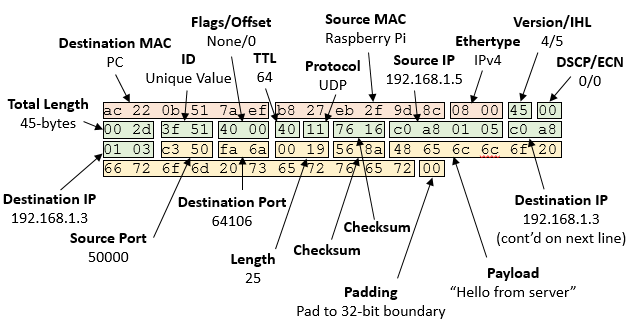 Flags/Offset
None/0
Source MAC
Raspberry Pi
Version/IHL
4/5
Destination MAC
PC
ID
Unique Value
TTL
64
Protocol
UDP
Source IP
192.168.1.5
Ethertype
IPv4
DSCP/ECN
0/0
Total Length
45-bytes
ac 22 0b 51 7a ef b8 27 eb 2f 9d 8c 08 00 45 00
00 2d 3f 51 40 00 40 11 76 16 c0 a8 01 05 c0 a8
01 03 c3 50 fa 6a 00 19 56 8a 48 65 6c 6c 6f 20
66 72 6f 6d 20 73 65 72 76 65 72 00
Destination IP
192.168.1.3
Source Port
50000
Destination Port
64106
Length
25
Checksum
Checksum
Padding
Pad to 32-bit boundary
Payload
“Hello from server”
Destination IP
192.168.1.3
(cont’d on next line)